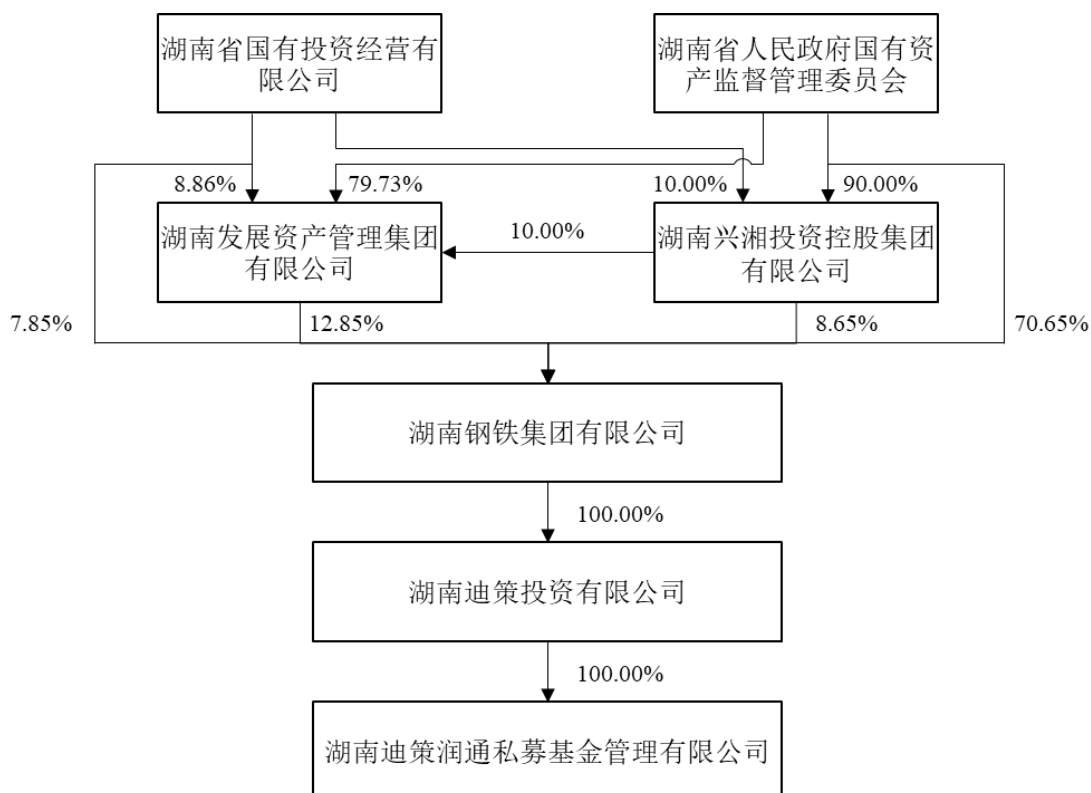 湖南省国有投资经营有
限公司
湖南省人民政府国有资
产监督管理委员会
8.86%
79.73%
10.00%
90.00%
湖南发展资产管理集团
有限公司
10.00%
湖南兴湘投资控股集团
有限公司
7.85%
12.85%
8.65%
70.65%
湖南钢铁集团有限公司
100.00%
湖南迪策投资有限公司
100.00%
湖南迪策润通私募基金管理有限公司